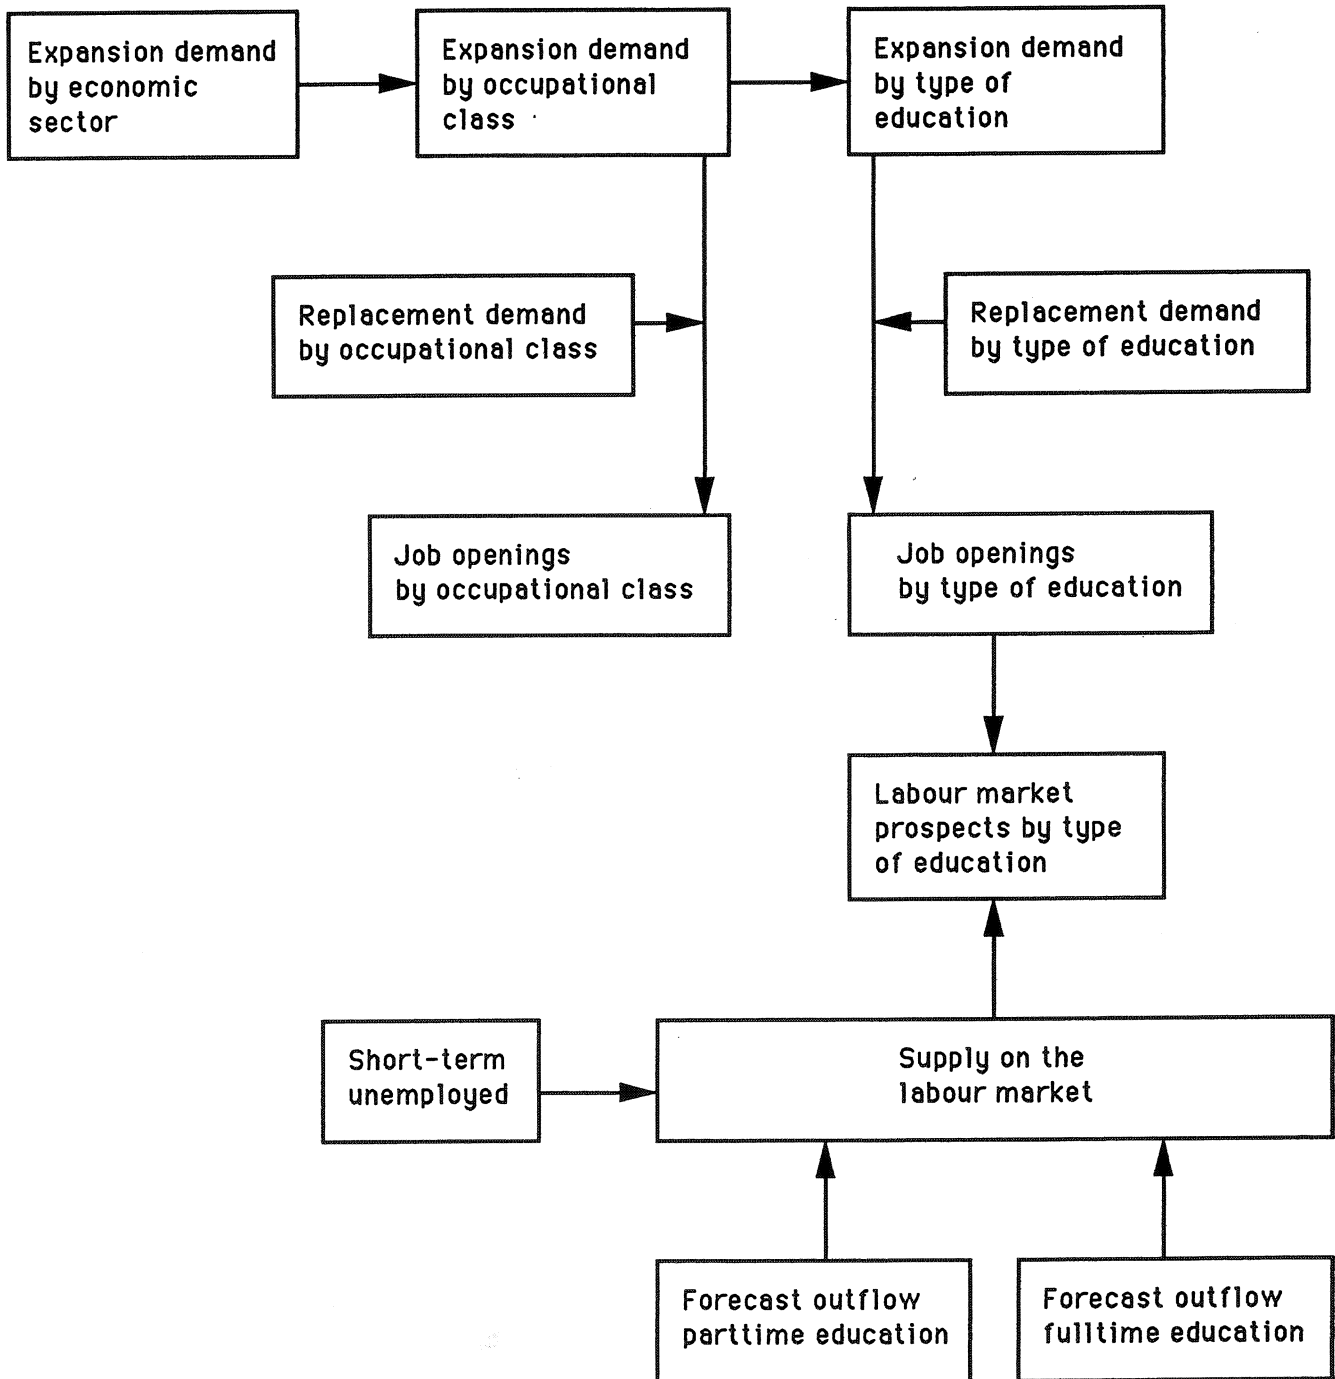 Expansion demand
by economic
sector
Expansion demand
by occupational
class
Expansion demand
by type of
education
Replacement demand
by occupational class
Replacement demand
by type of education
Job openings
by occupational class
Job openings
by type of education
Labour market
prospects by type
of education
Short-term
unemployed
Supply on the
labour market
Forecast outflow
parttime education
Forecast outflow
fulltime education